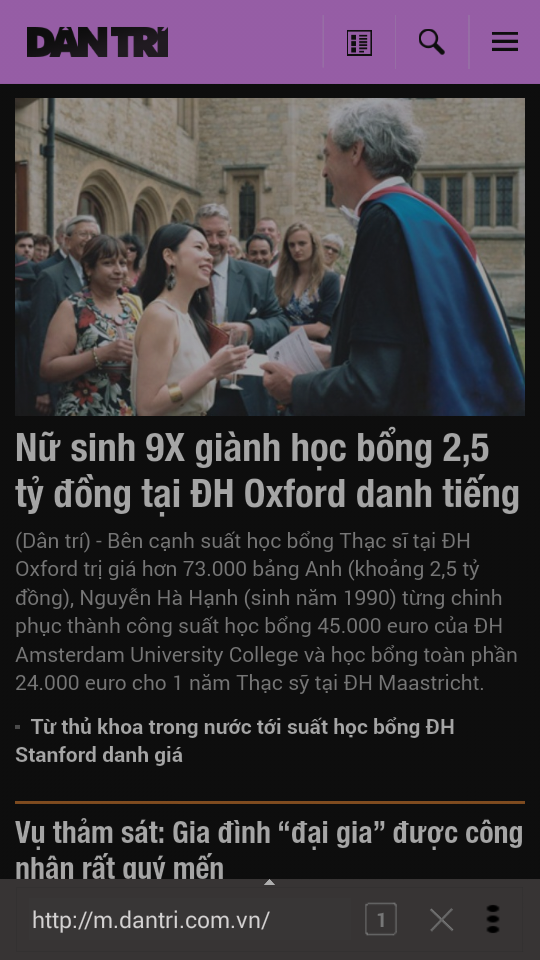 DÂN TRÍ
Nữ sinh 9X giành học bổng 2,5
tỷ đồng tại ĐH Oxford danh tiếng
(Dân trí) - Bên cạnh suất học bổng Thạc sĩ tại ĐH
Oxford trị giá hơn 73.000 bảng Anh (khoảng 2,5 tỷ
đồng), Nguyễn Hà Hạnh (sinh năm 1990) từng chinh
phục thành công suất học bổng 45.000 euro của ĐH
Amsterdam University College và học bổng toàn phần
24.000 euro cho 1 năm Thạc sỹ tại ĐH Maastricht.
Từ thủ khoa trong nước tới suất học bổng ĐH
Stanford danh giá
Vụ thảm sát: Gia đình “đại gia” được công
nhân rất quý mến
http://m.dantri.com.vn/
1